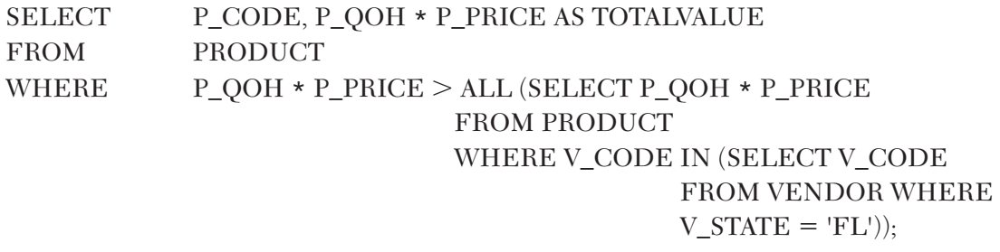 SELECT P_CODE, P_QOH * P_PRICE AS TOTALVALUE
FROM PRODUCT
WHERE P_QOH * P_PRICE > ALL (SELECT P_QOH * P_PRICE
FROM PRODUCT
WHERE V_CODE IN (SELECT V_CODE
FROM VENDOR WHERE
V_STATE = 'FL'));